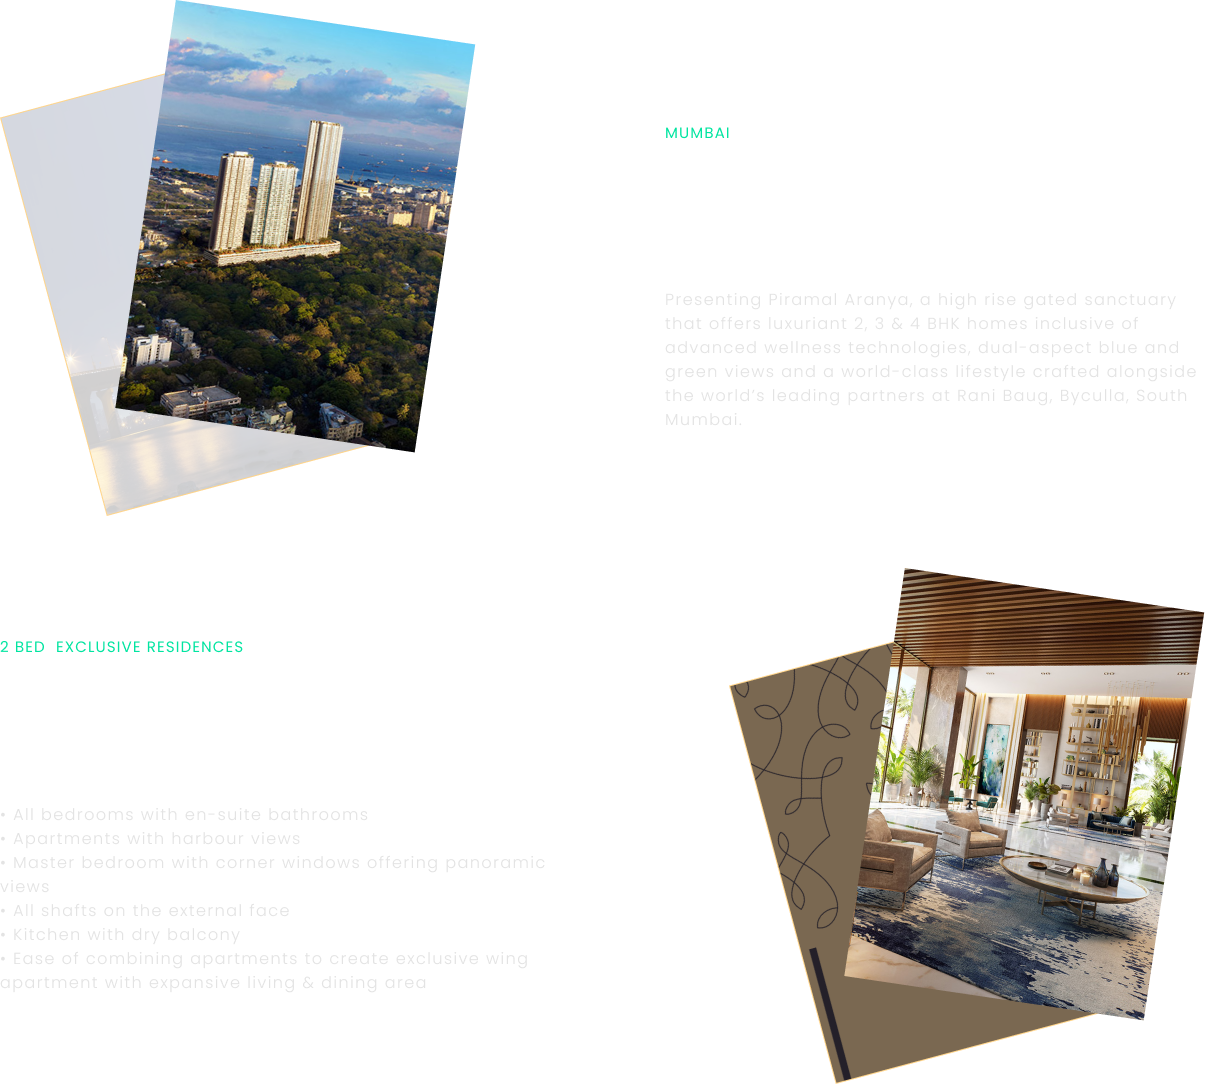 MUMBAI
Presenting Piramal Aranya, a high rise gated sanctuary
that offers luxuriant 2, 3 & 4 BHK homes inclusive of
advanced wellness technologies, dual-aspect blue and
green views and a world-class lifestyle crafted alongside
the world’s leading partners at Rani Baug, Byculla, South
Mumbai.
2 BED  EXCLUSIVE RESIDENCES
• All bedrooms with en-suite bathrooms
• Apartments with harbour views
• Master bedroom with corner windows offering panoramic
views
• All shafts on the external face
• Kitchen with dry balcony
• Ease of combining apartments to create exclusive wing
apartment with expansive living & dining area